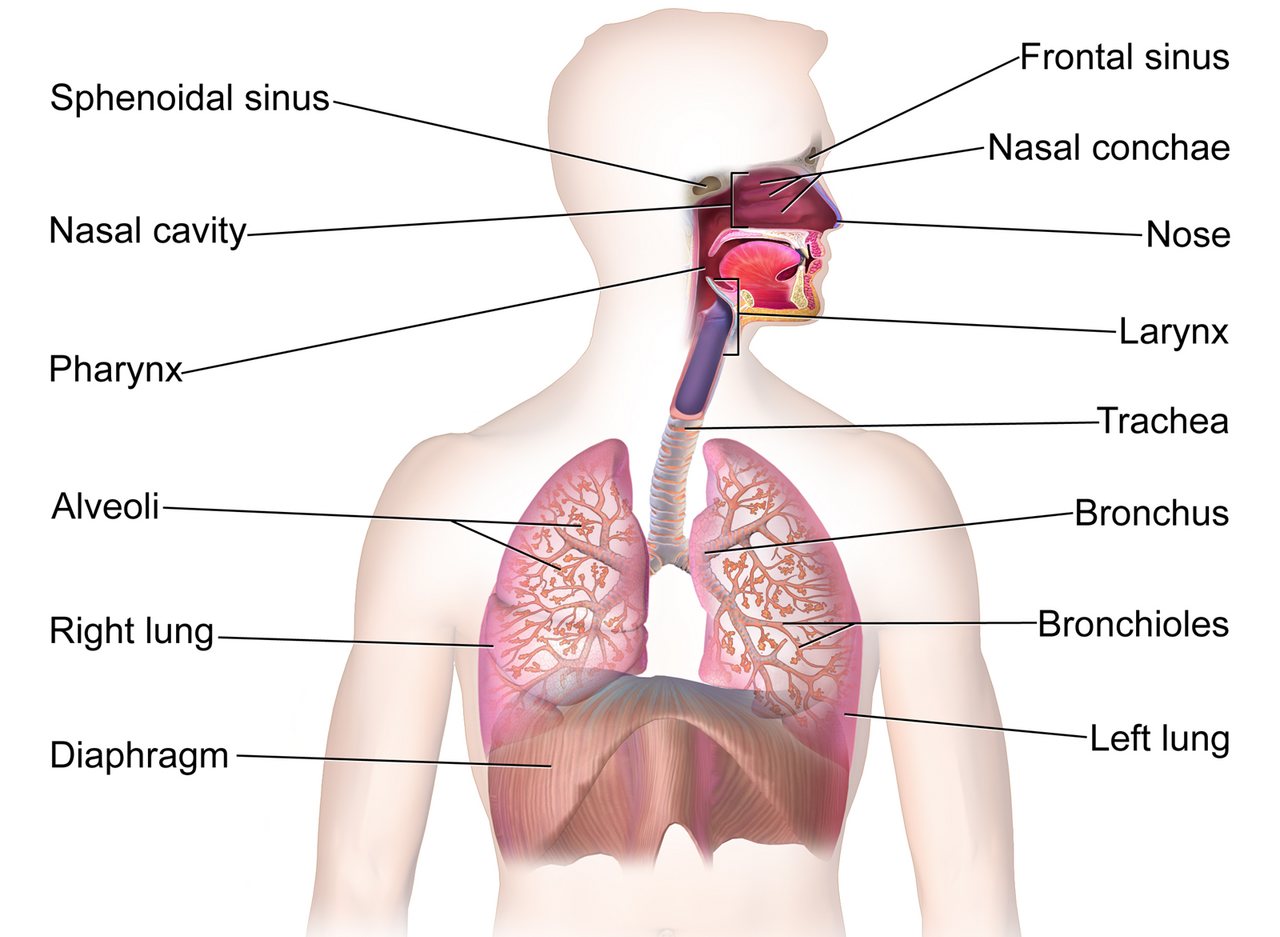 Sphenoidal sinus
Nasal cavity
Pharynx
Alveoli
Right lung
Diaphragm
Frontal sinus
Nasal conchae
Nose
Larynx
Trachea
Bronchus
Bronchioles
Left lung